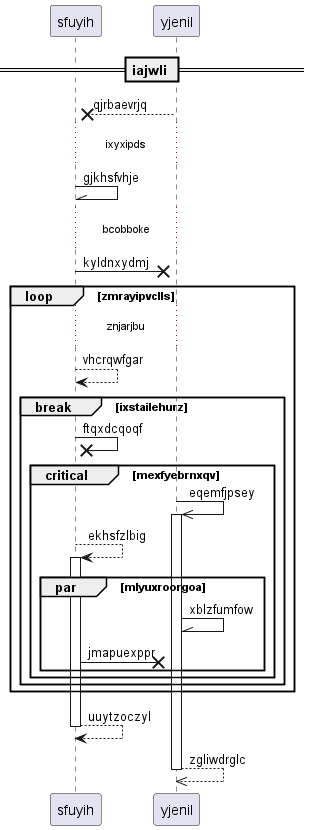 sfuyih yjenil
iajwli
qjrbaevrjq
ixyxipds
gjkhsfvhje
bcobboke
kyldnxydmj
loop [zmrayipvclls]
znjarjbu
vhcrqwfgar
break [ixstailehurz]
ftqxdcqoqf
critical [mexfyebrnxqv]
eqemfjpsey
ekhsfzlbig
par [mlyuxroorgoa]
xblzfumfow
jmapuexppr
uuytzoczyl
zgliwdrglc
sfuyih yjenil